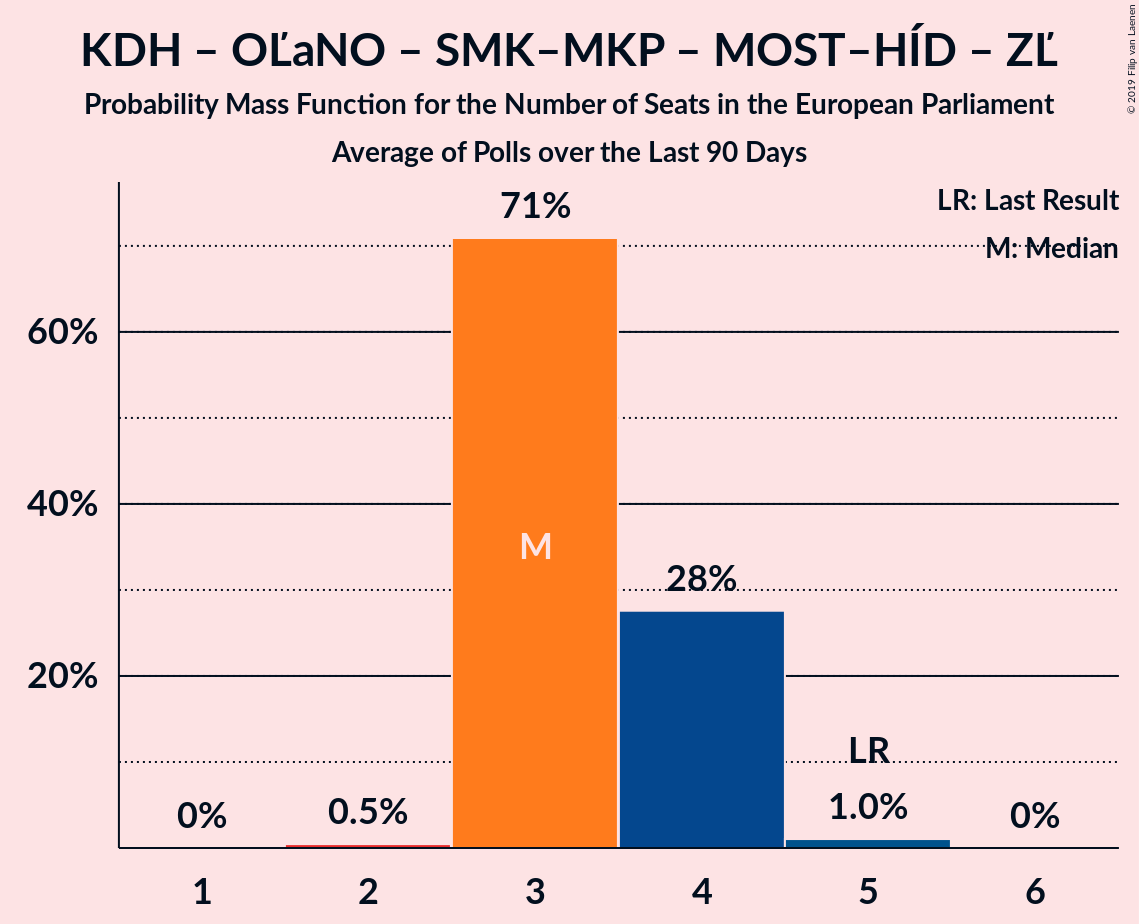 KDH – OĽaNO – SMK–MKP – MOST–HÍD – ZĽ
Probability Mass Function for the Number of Seats in the European Parliament
Average of Polls over the Last 90 Days
© 2019 Filip van Laenen
LR: Last Result
M: Median
71%
60%
40%
20%
M
28%
LR
0%
0.5%
1.0%
0%
1 2 3 4 5 6